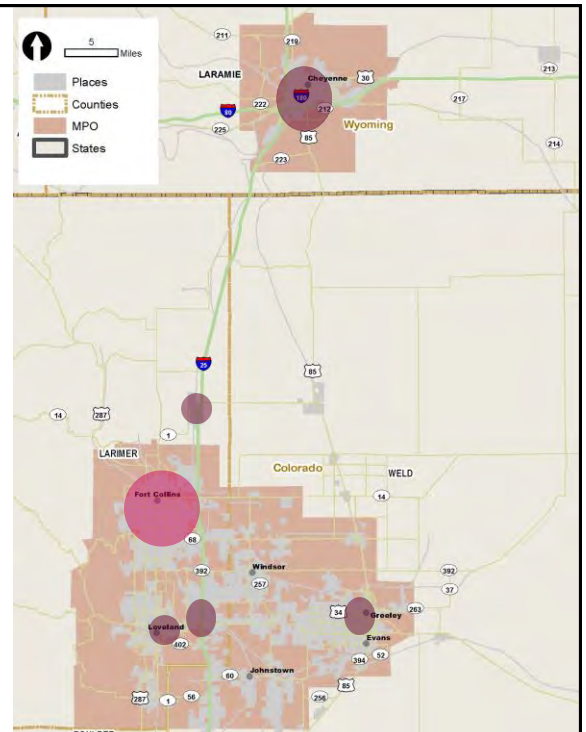 5
Miles
Places
Counties
MPO
States
211
219
LARAMIE
Cheyenne
30
213
180
80
222
212
217
225
85
Wyoming
214
223
25
85
14
287
1
LARIMER
Colorado
WELD
14
Fort Collins
68
392
Windsor
257
392
37
34
263
Greeley
Loveland
402
Evans
52
394
60
Johnstown
85
287
1
56
256